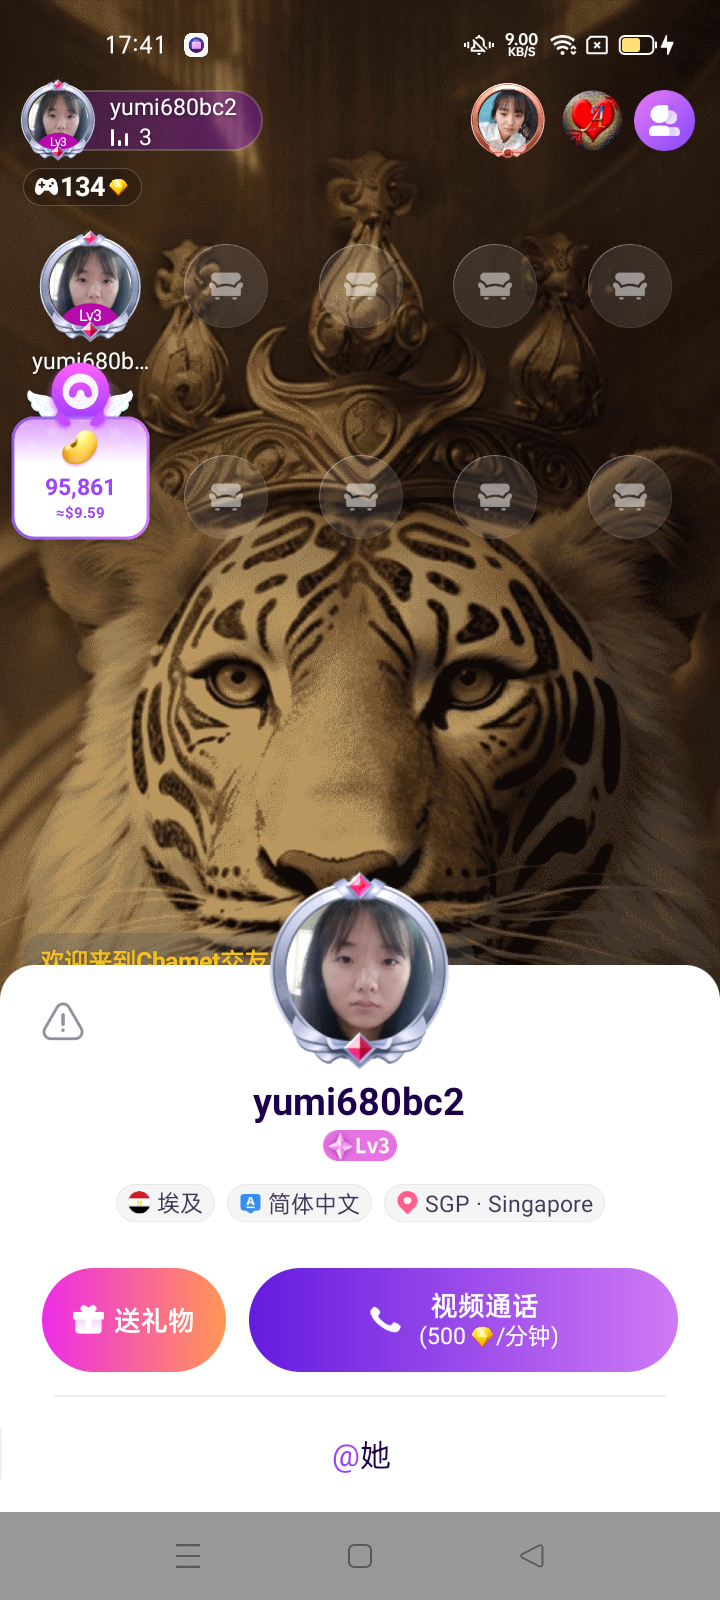 17:41
9.00
KB/S
yumi680bc2
3
Lv3
134
Lv3
yumi680b...
95,861
≈$9.59
欢迎来到Chamet交友
yumi680bc2
Lv3
埃及
简体中文
SGP · Singapore
送礼物
视频通话
(500 /分钟)
@她